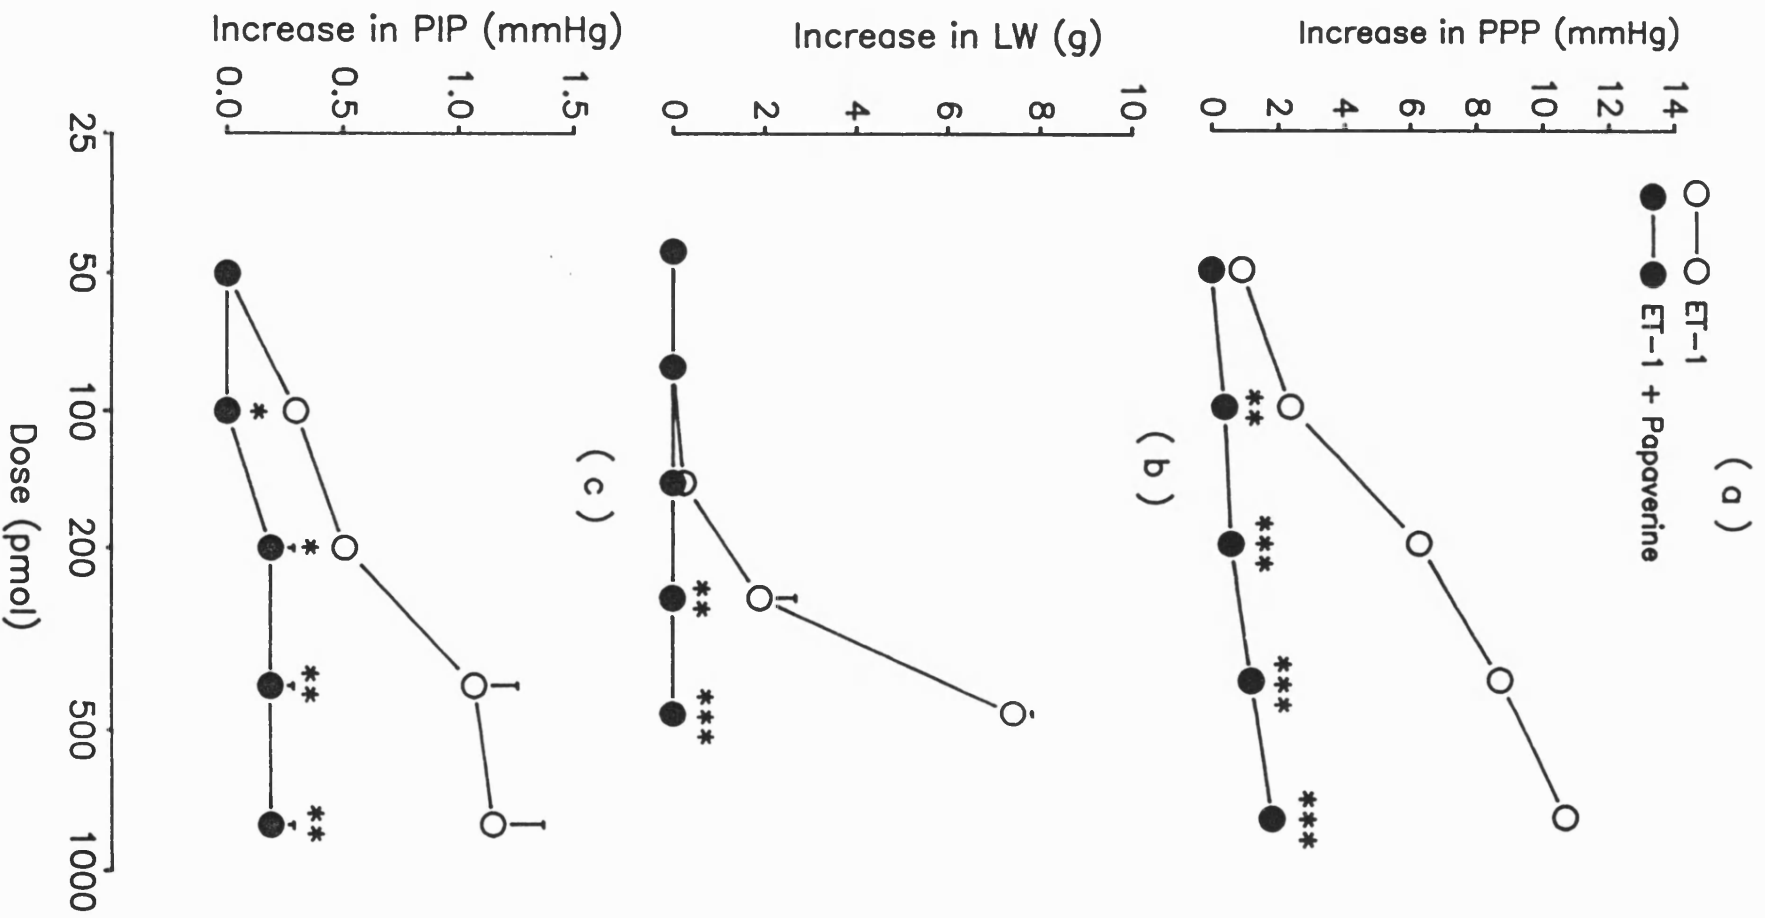 ( a )
○—○ ET-1
●—● ET-1 + Papaverine
Increase in PPP (mmHg)
14
12
10
8
6
4
2
0
**
***
***
***
( b )
Increase in LW (g)
10
8
6
4
2
0
**
***
( c )
Increase in PIP (mmHg)
1.5
1.0
0.5
0.0
*
*
**
**
25 50 100 200 500 1000
Dose (pmol)